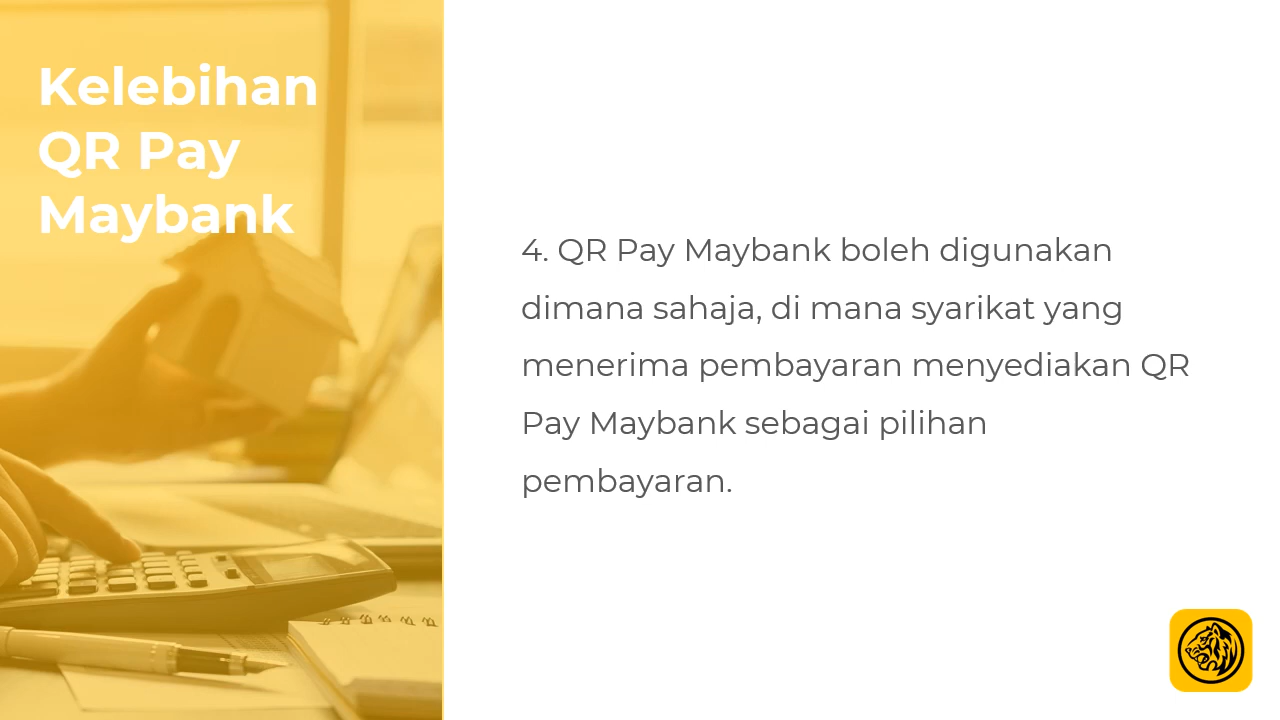 Kelebihan
QR Pay
Maybank
4. QR Pay Maybank boleh digunakan
dimana sahaja, di mana syarikat yang
menerima pembayaran menyediakan QR
Pay Maybank sebagai pilihan
pembayaran.